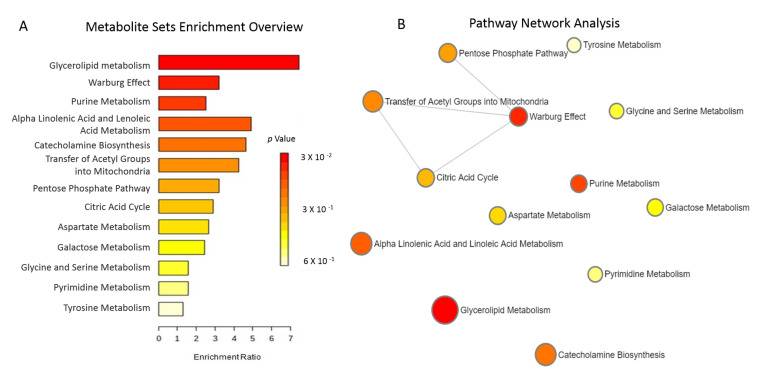 A
Metabolite Sets Enrichment Overview
Glycerolipid metabolism
Warburg Effect
Purine Metabolism
Alpha Linolenic Acid and Lenoleic
Acid Metabolism
Catecholamine Biosynthesis
Transfer of Acetyl Groups
into Mitochondria
Pentose Phosphate Pathway
Citric Acid Cycle
Aspartate Metabolism
Galactose Metabolism
Glycine and Serine Metabolism
Pyrimidine Metabolism
Tyrosine Metabolism
0 1 2 3 4 5 6 7
Enrichment Ratio
p Value
3 X 10 -2
3 X 10 -1
6 X 10 -1
B
Pathway Network Analysis
Pentose Phosphate Pathway
Tyrosine Metabolism
Transfer of Acetyl Groups into Mitochondria
Warburg Effect
Glycine and Serine Metabolism
Citric Acid Cycle
Purine Metabolism
Aspartate Metabolism
Galactose Metabolism
Alpha Linolenic Acid and Linoleic Acid Metabolism
Pyrimidine Metabolism
Glycerolipid Metabolism
Catecholamine Biosynthesis